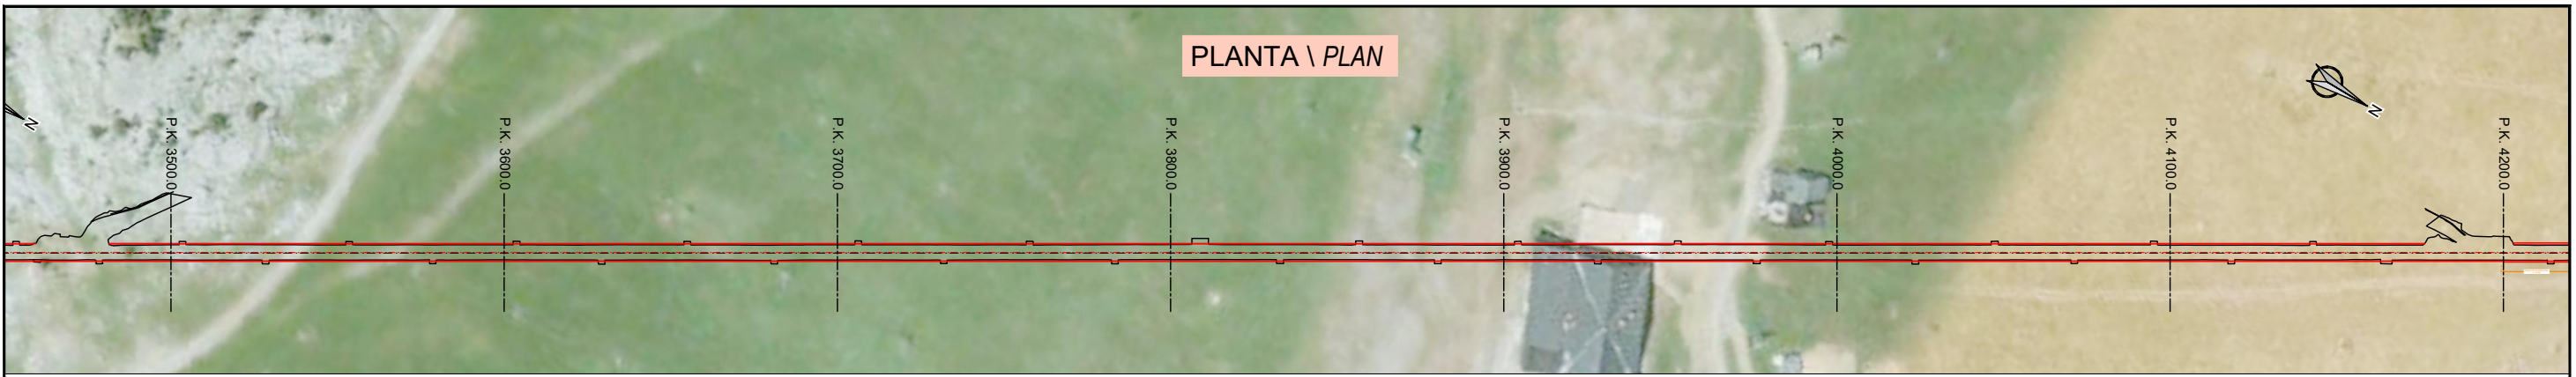 PLANTA \ PLAN
N
P.K. 3500.0
P.K. 3600.0
P.K. 3700.0
P.K. 3800.0
P.K. 3900.0
P.K. 4000.0
P.K. 4100.0
N
P.K. 4200.0